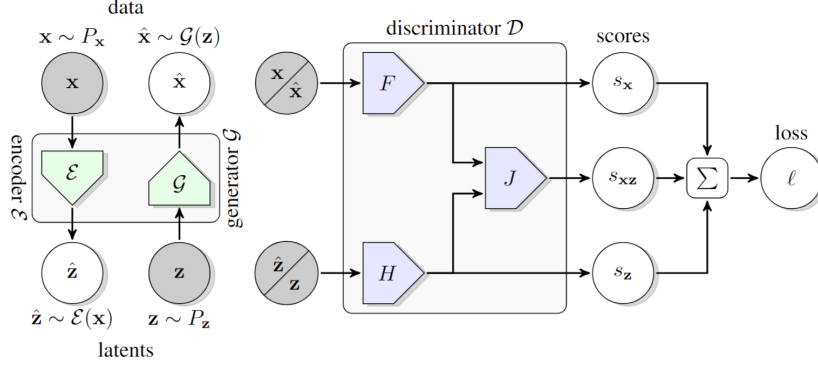 data
x ∼ P_x
x̂ ∼ G(z)
x
x̂
encoder ℰ
ℰ
G
generator G
ẑ
z
ẑ ∼ ℰ(x)
z ∼ P_z
latents
discriminator D
x
x̂
F
J
ẑ
z
H
scores
s_x
s_xz
s_z
∑
loss
ℓ